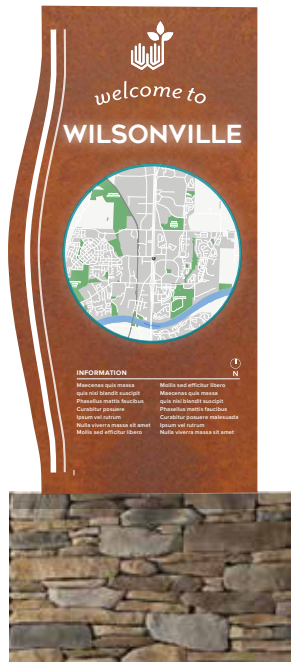 welcome to
WILSONVILLE
N
INFORMATION
Maecenas quis massa
quis nisi blandit suscipit
Phasellus mattis faucibus
Curabitur posuere
Ipsum vel rutrum
Nulla viverra massa sit amet
Mollis sed efficitur libero
Mollis sed efficitur libero
Maecenas quis massa
quis nisi blandit suscipit
Phasellus mattis faucibus
Curabitur posuere malesuada
Ipsum vel rutrum
Nulla viverra massa sit amet